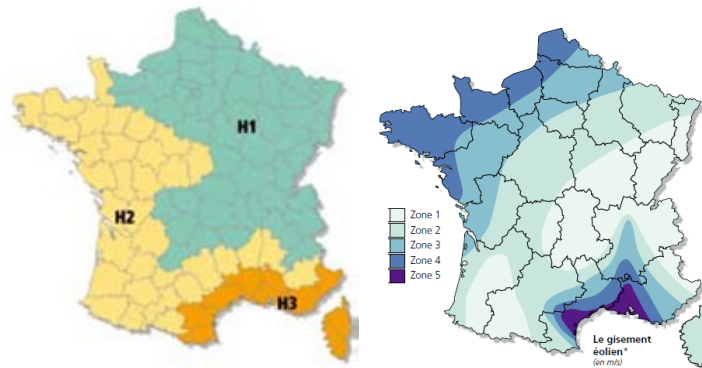 H1
H2
H3
Zone 1
Zone 2
Zone 3
Zone 4
Zone 5
Le gisement
éolien*
(en m/s)